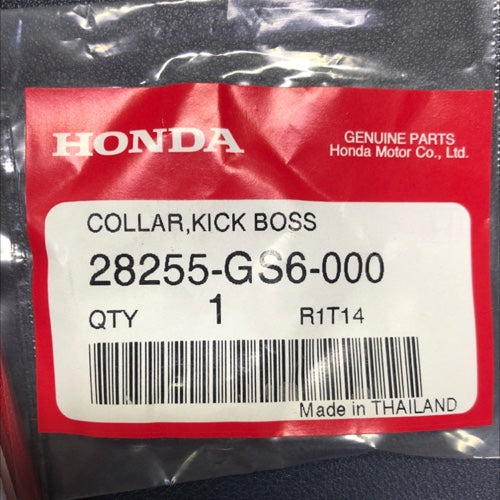 HONDA
GENUINE PARTS
Honda Motor Co., Ltd.
COLLAR,KICK BOSS
28255-GS6-000
QTY 1 R1T14
Made in THAILAND